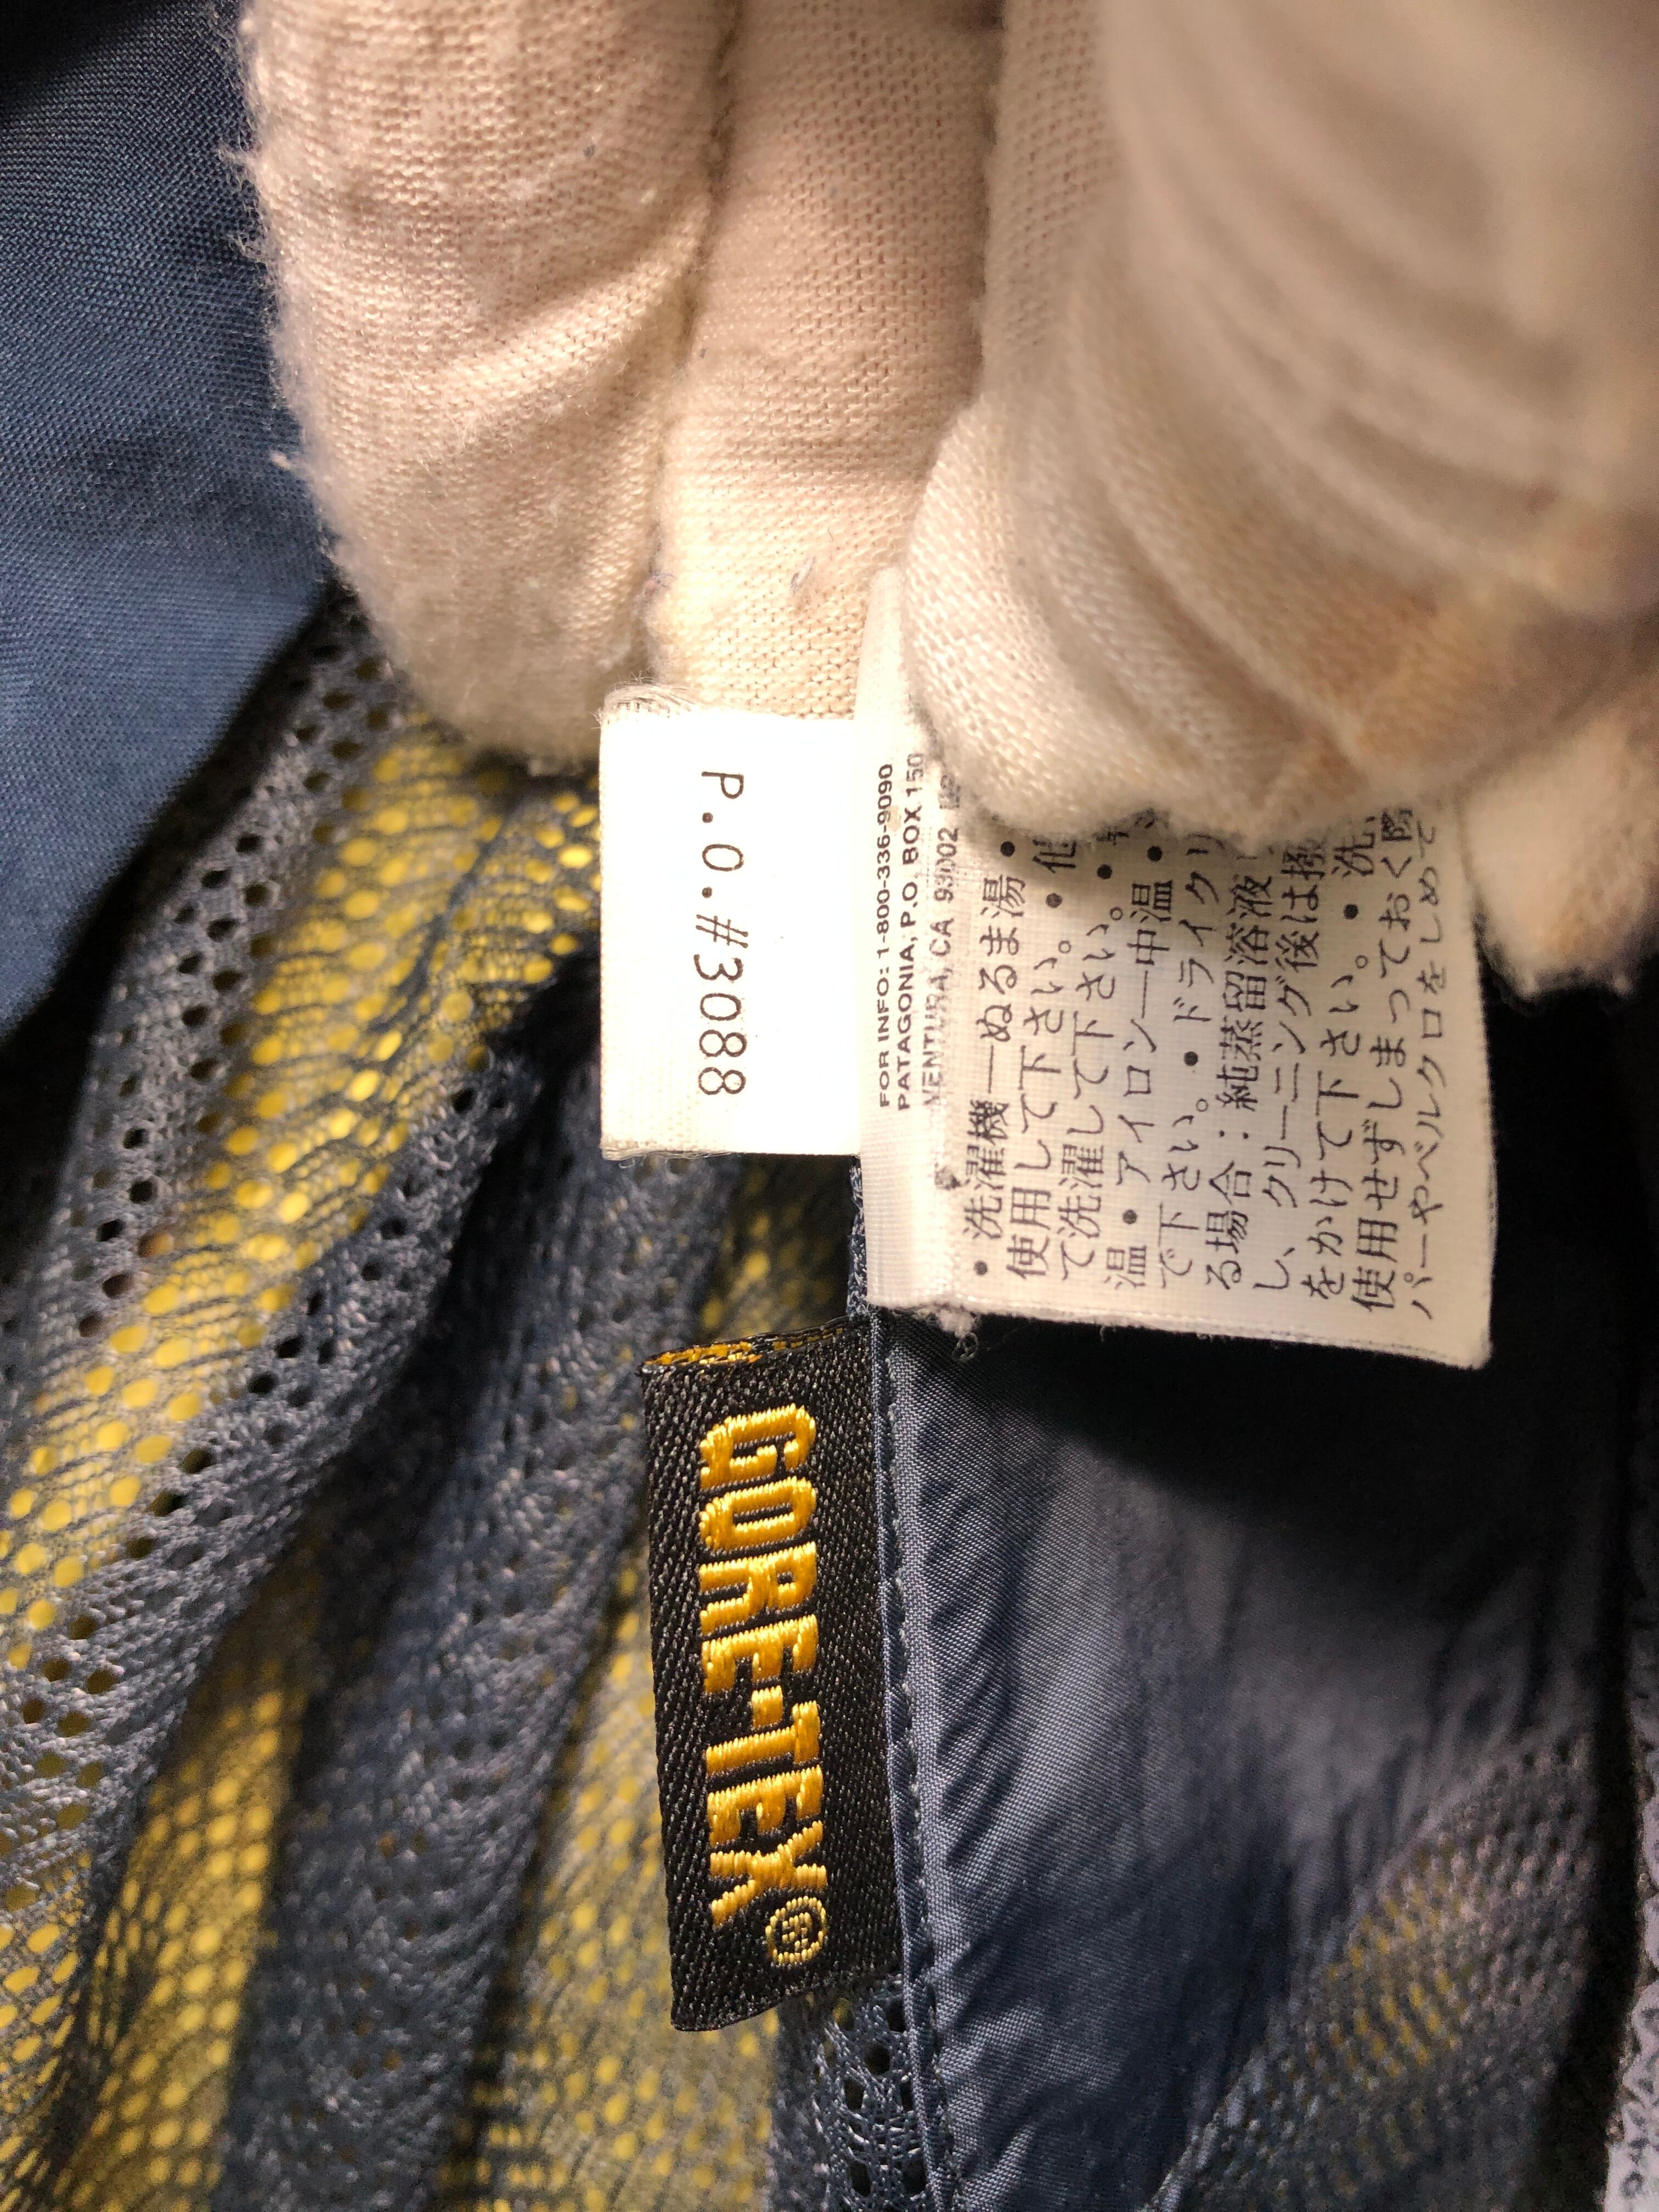 P.O.#3088
FOR INFO: 1-800-336-9090
PATAGONIA, P.O. BOX 150
VENTURA, CA 93002
• 洗濯機—ぬるま湯
使用して下さい。 • 他
て洗濯して下さい。 •
温 • アイロン—中温 •
で下さい。 • ドライクリ
る場合：純蒸留溶液
し、クリーニング後は撥
をかけて下さい。 • 洗
使用せずしまっておく際
パーやベルクロをしめて
GORE-TEX®